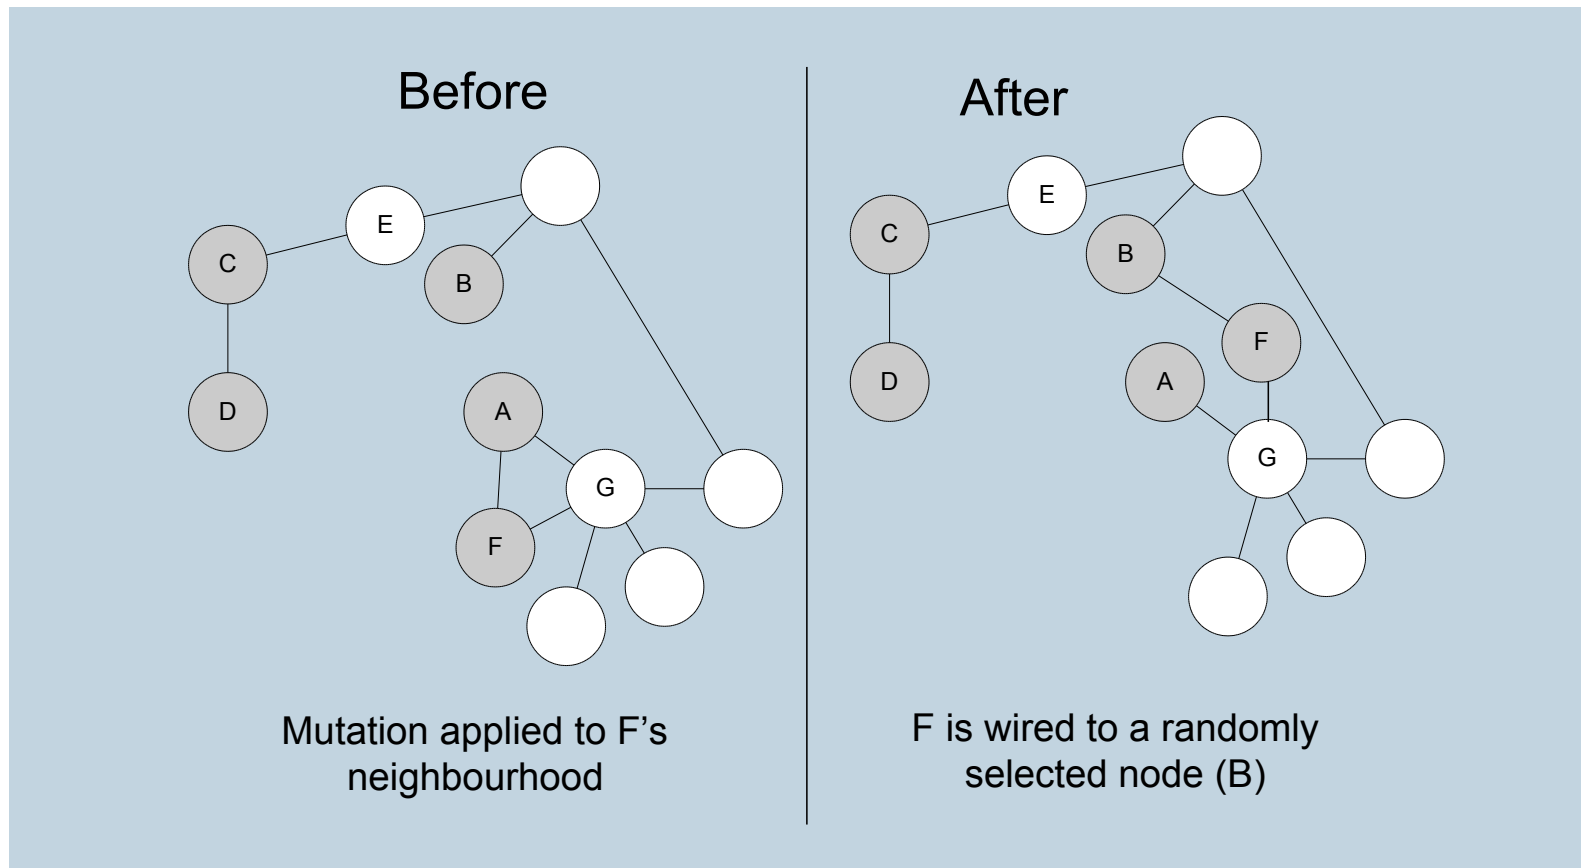 Before
E
C
B
D
A
G
F
Mutation applied to F's
neighbourhood
After
E
C
B
F
A
D
G
F is wired to a randomly
selected node (B)